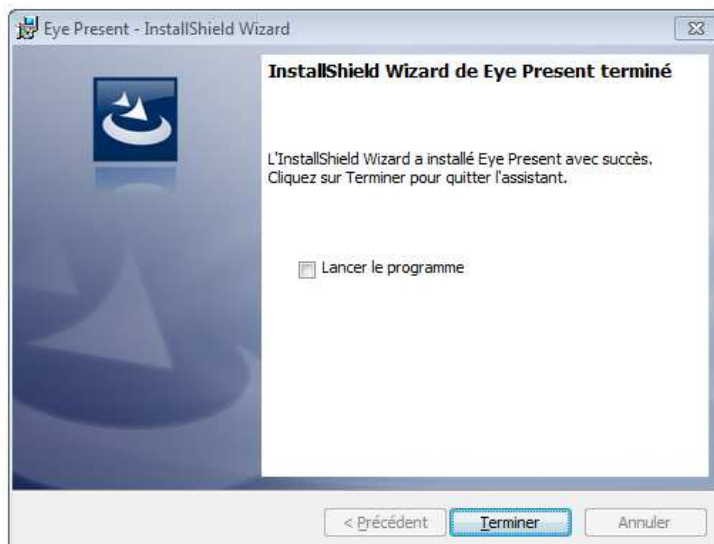 Eye Present - InstallShield Wizard
InstallShield Wizard de Eye Present terminé
L'InstallShield Wizard a installé Eye Present avec succès.
Cliquez sur Terminer pour quitter l'assistant.
Lancer le programme
< Précédent
Terminer
Annuler